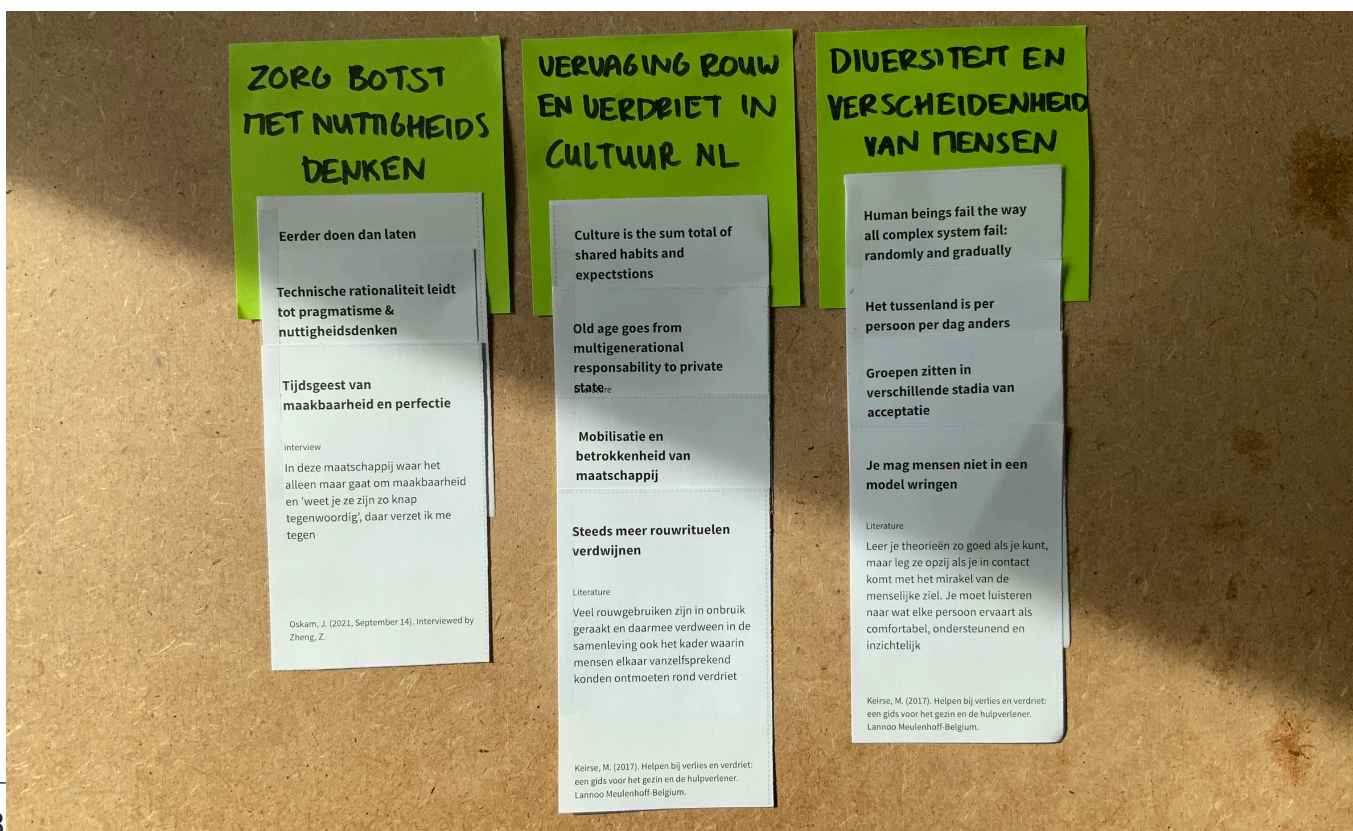 ZORG BOTST
MET NUTTIGHEIDS
DENKEN
Eerder doen dan laten
Technische rationaliteit leidt
tot pragmatisme &
nuttigheidsdenken
Tijdsgeest van
maakbaarheid en perfectie
interview
In deze maatschappij waar het
alleen maar gaat om maakbaarheid
en 'weet je ze zijn zo knap
tegenwoordig', daar verzet ik me
tegen
Oskam, J. (2021, September 14). Interviewed by
Zheng, Z.
VERVAGING ROUW
EN VERDRIET IN
CULTUUR NL
Culture is the sum total of
shared habits and
expectstions
Old age goes from
multigenerational
responsability to private
state
Literature
Mobilisatie en
betrokkenheid van
maatschappij
Steeds meer rouwrituelen
verdwijnen
Literature
Veel rouwgebruiken zijn in onbruik
geraakt en daarmee verdween in de
samenleving ook het kader waarin
mensen elkaar vanzelfsprekend
konden ontmoeten rond verdriet
Keirse, M. (2017). Helpen bij verlies en verdriet:
een gids voor het gezin en de hulpverlener.
Lannoo Meulenhoff-Belgium.
DIVERSITEIT EN
VERSCHEIDENHEID
VAN MENSEN
Human beings fail the way
all complex system fail:
randomly and gradually
Het tussenland is per
persoon per dag anders
Groepen zitten in
verschillende stadia van
acceptatie
Je mag mensen niet in een
model wringen
Literature
Leer je theorieën zo goed als je kunt,
maar leg ze opzij als je in contact
komt met het mirakel van de
menselijke ziel. Je moet luisteren
naar wat elke persoon ervaart als
comfortabel, ondersteunend en
inzichtelijk
Keirse, M. (2017). Helpen bij verlies en verdriet:
een gids voor het gezin en de hulpverlener.
Lannoo Meulenhoff-Belgium.